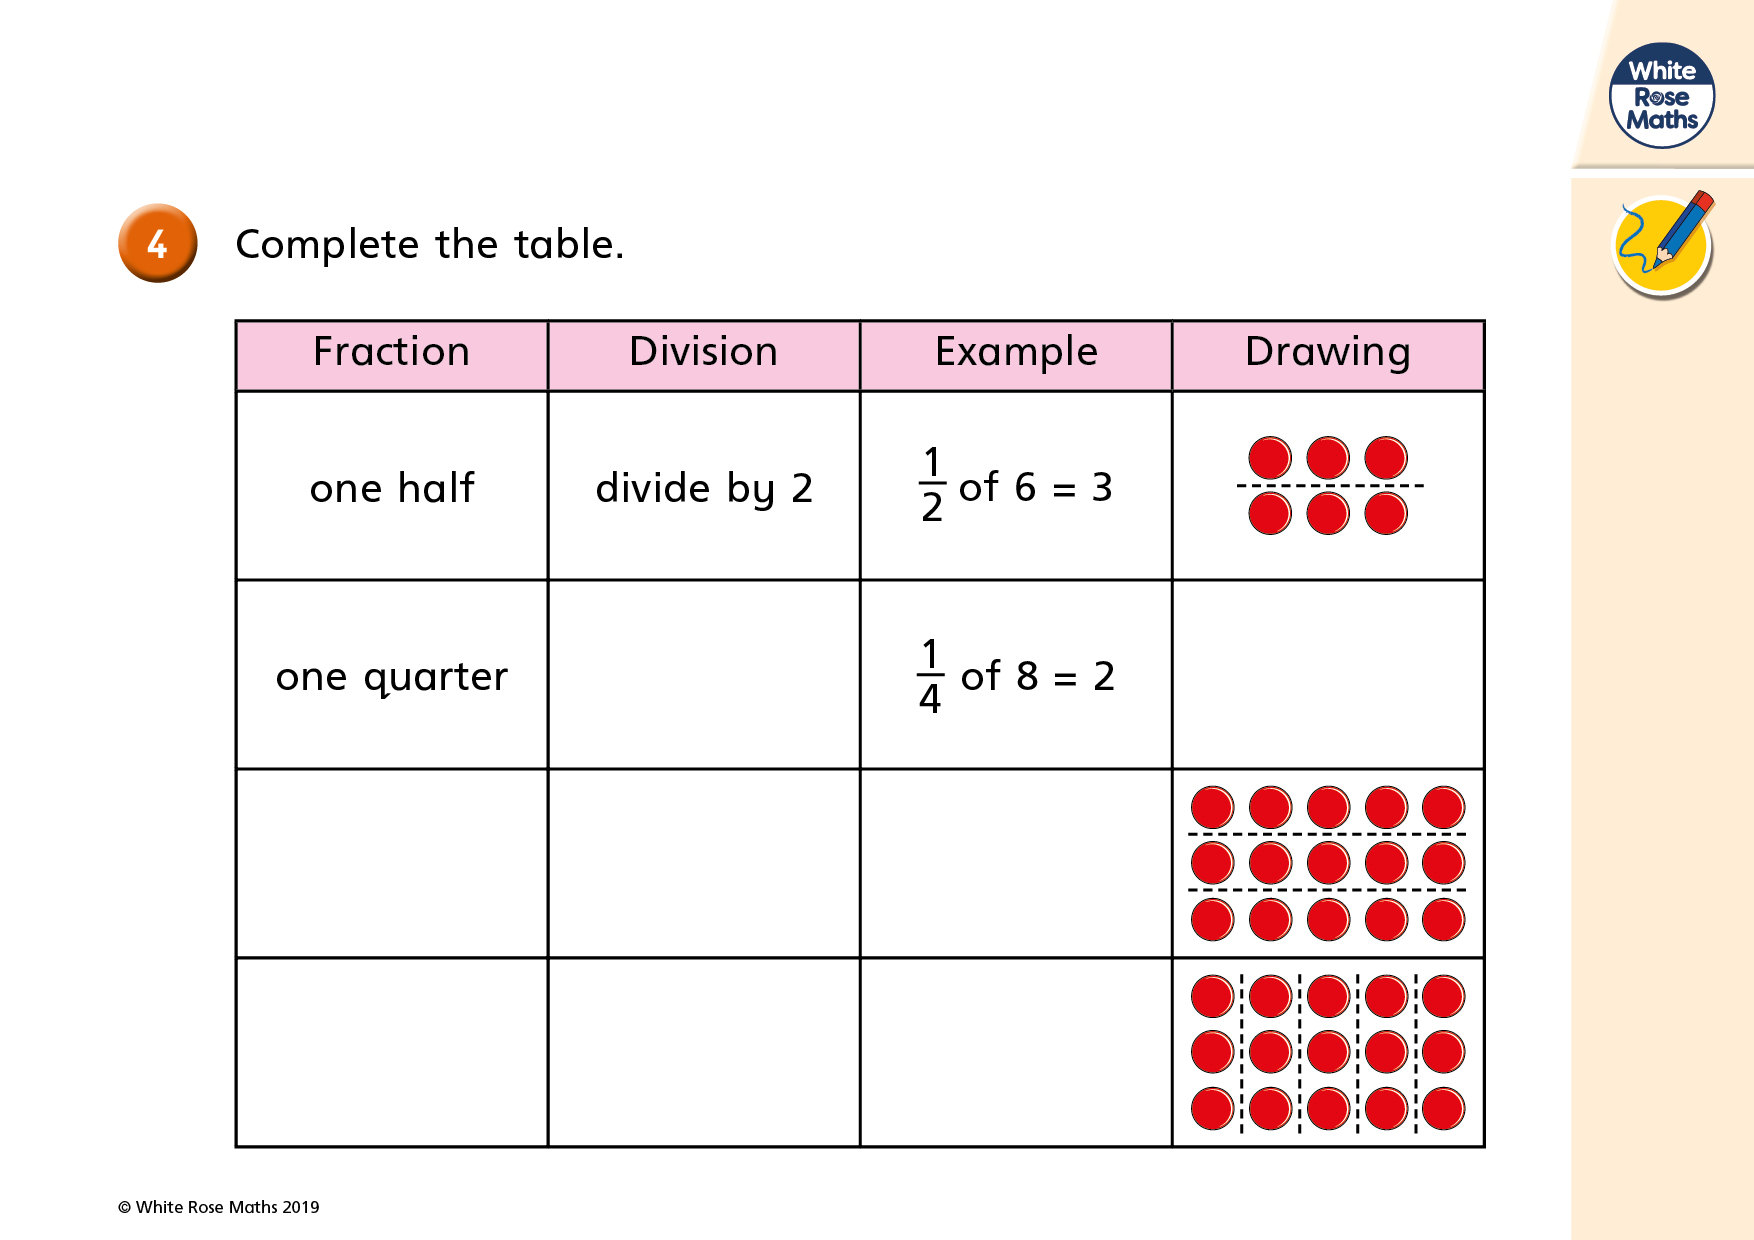 White
Rose
Maths
4 Complete the table.
Fraction Division Example Drawing
one half divide by 2 1/2 of 6 = 3
one quarter 1/4 of 8 = 2
© White Rose Maths 2019